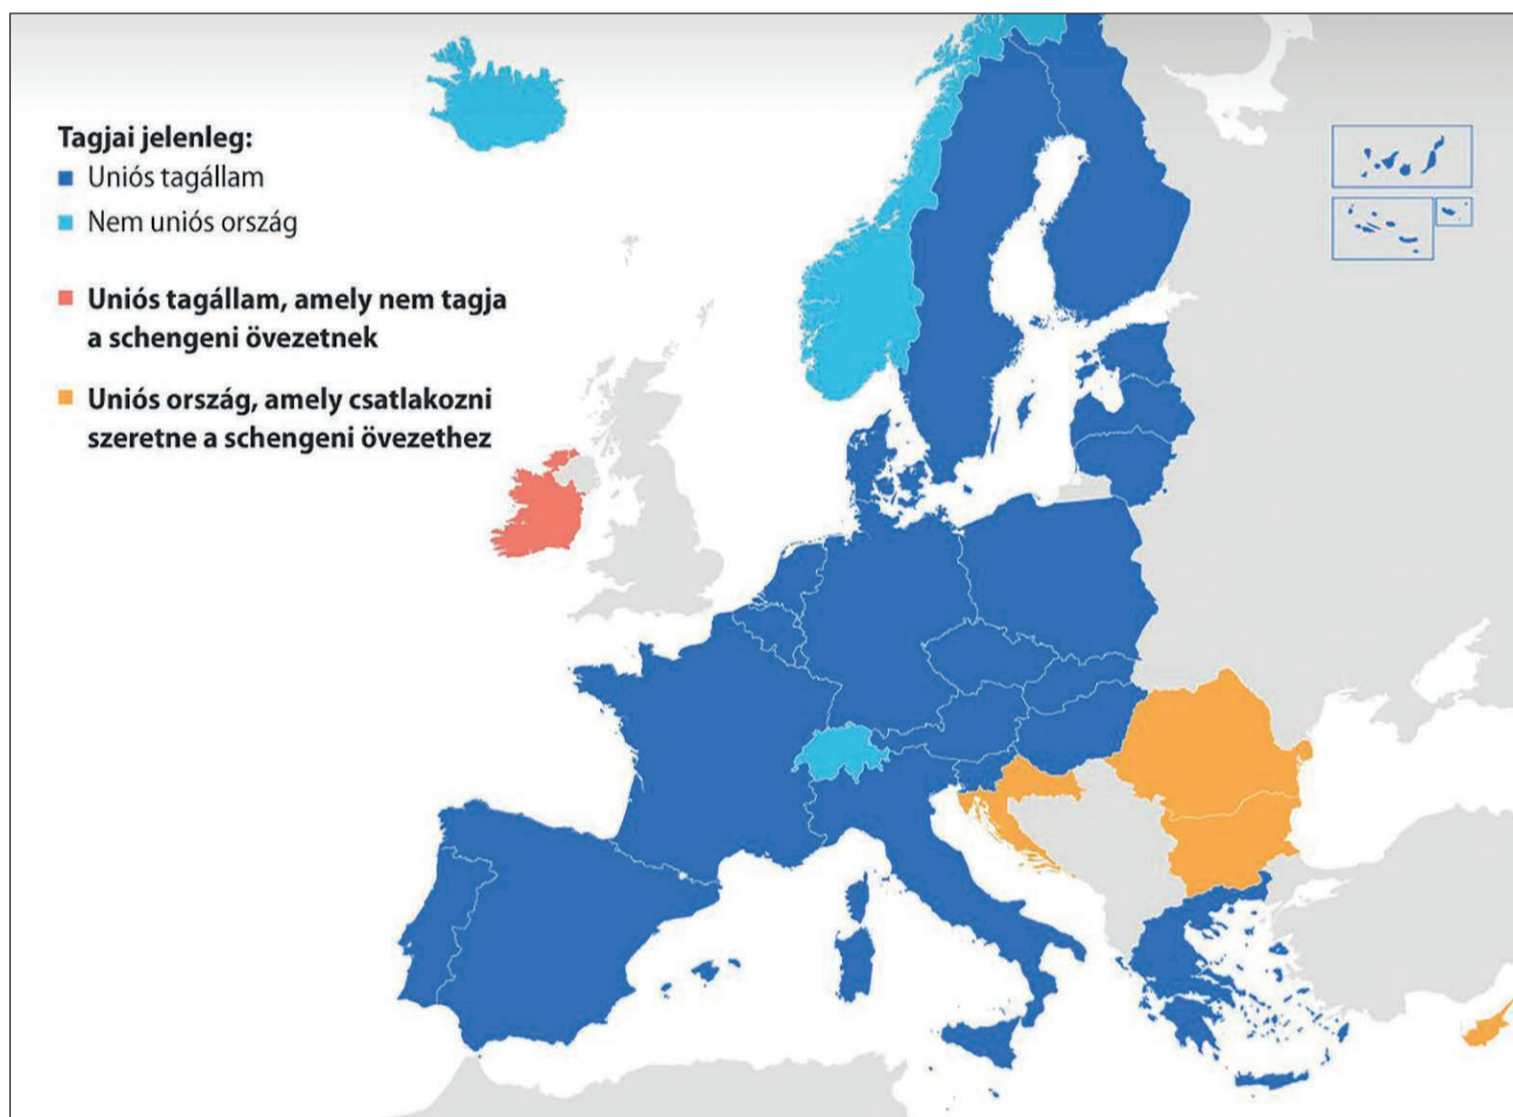 Tagjai jelenleg:
Uniós tagállam
Nem uniós ország
Uniós tagállam, amely nem tagja
a schengeni övezetnek
Uniós ország, amely csatlakozni
szeretne a schengeni övezethez